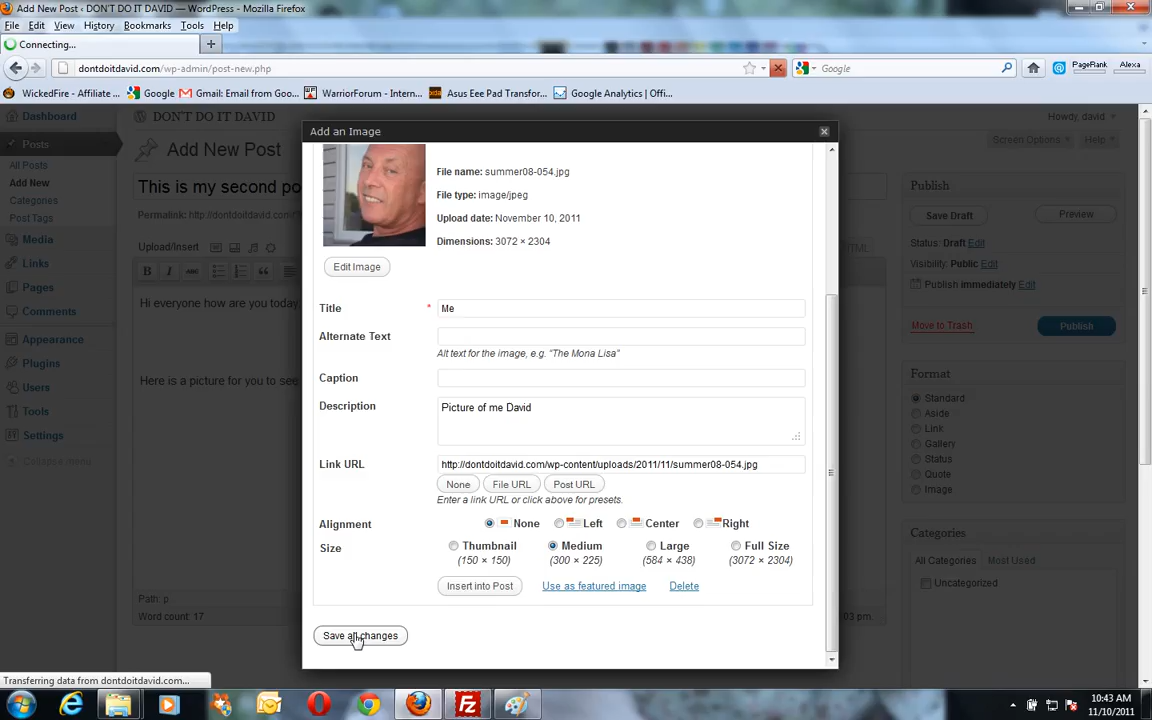 Add New Post ‹ DON'T DO IT DAVID — WordPress - Mozilla Firefox
File Edit View History Bookmarks Tools Help
Connecting...
dontdoitdavid.com/wp-admin/post-new.php
Google
PageRank
Alexa
WickedFire - Affiliate ...
Google
Gmail: Email from Goo...
WarriorForum - Intern...
Asus Eee Pad Transfor...
Google Analytics | Offi...
Dashboard
DON'T DO IT DAVID
Howdy, david
Posts
Add New Post
Screen Options
Help
All Posts
Add New
Categories
Post Tags
Media
Links
Pages
Comments
Appearance
Plugins
Users
Tools
Settings
Collapse menu
This is my second po
Permalink: http://dontdoitdavid.com/
Upload/Insert
HTML
B I ABC
Hi everyone how are you today
Here is a picture for you to see
Path: p
Word count: 17
03 pm.
Add an Image
File name: summer08-054.jpg
File type: image/jpeg
Upload date: November 10, 2011
Dimensions: 3072 × 2304
Edit Image
Title * Me
Alternate Text
Alt text for the image, e.g. "The Mona Lisa"
Caption
Description Picture of me David
Link URL http://dontdoitdavid.com/wp-content/uploads/2011/11/summer08-054.jpg
None File URL Post URL
Enter a link URL or click above for presets.
Alignment None Left Center Right
Size Thumbnail Medium Large Full Size
(150 × 150) (300 × 225) (584 × 438) (3072 × 2304)
Insert into Post Use as featured image Delete
Save all changes
Publish
Save Draft Preview
Status: Draft Edit
Visibility: Public Edit
Publish immediately Edit
Move to Trash Publish
Format
Standard
Aside
Link
Gallery
Status
Quote
Image
Categories
All Categories Most Used
Uncategorized
Transferring data from dontdoitdavid.com...
10:43 AM
11/10/2011